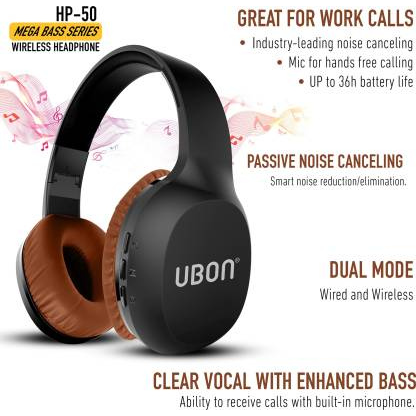 HP-50
MEGA BASS SERIES
WIRELESS HEADPHONE
GREAT FOR WORK CALLS
• Industry-leading noise canceling
• Mic for hands free calling
• UP to 36h battery life
PASSIVE NOISE CANCELING
Smart noise reduction/elimination.
UBON®
DUAL MODE
Wired and Wireless
CLEAR VOCAL WITH ENHANCED BASS
Ability to receive calls with built-in microphone.